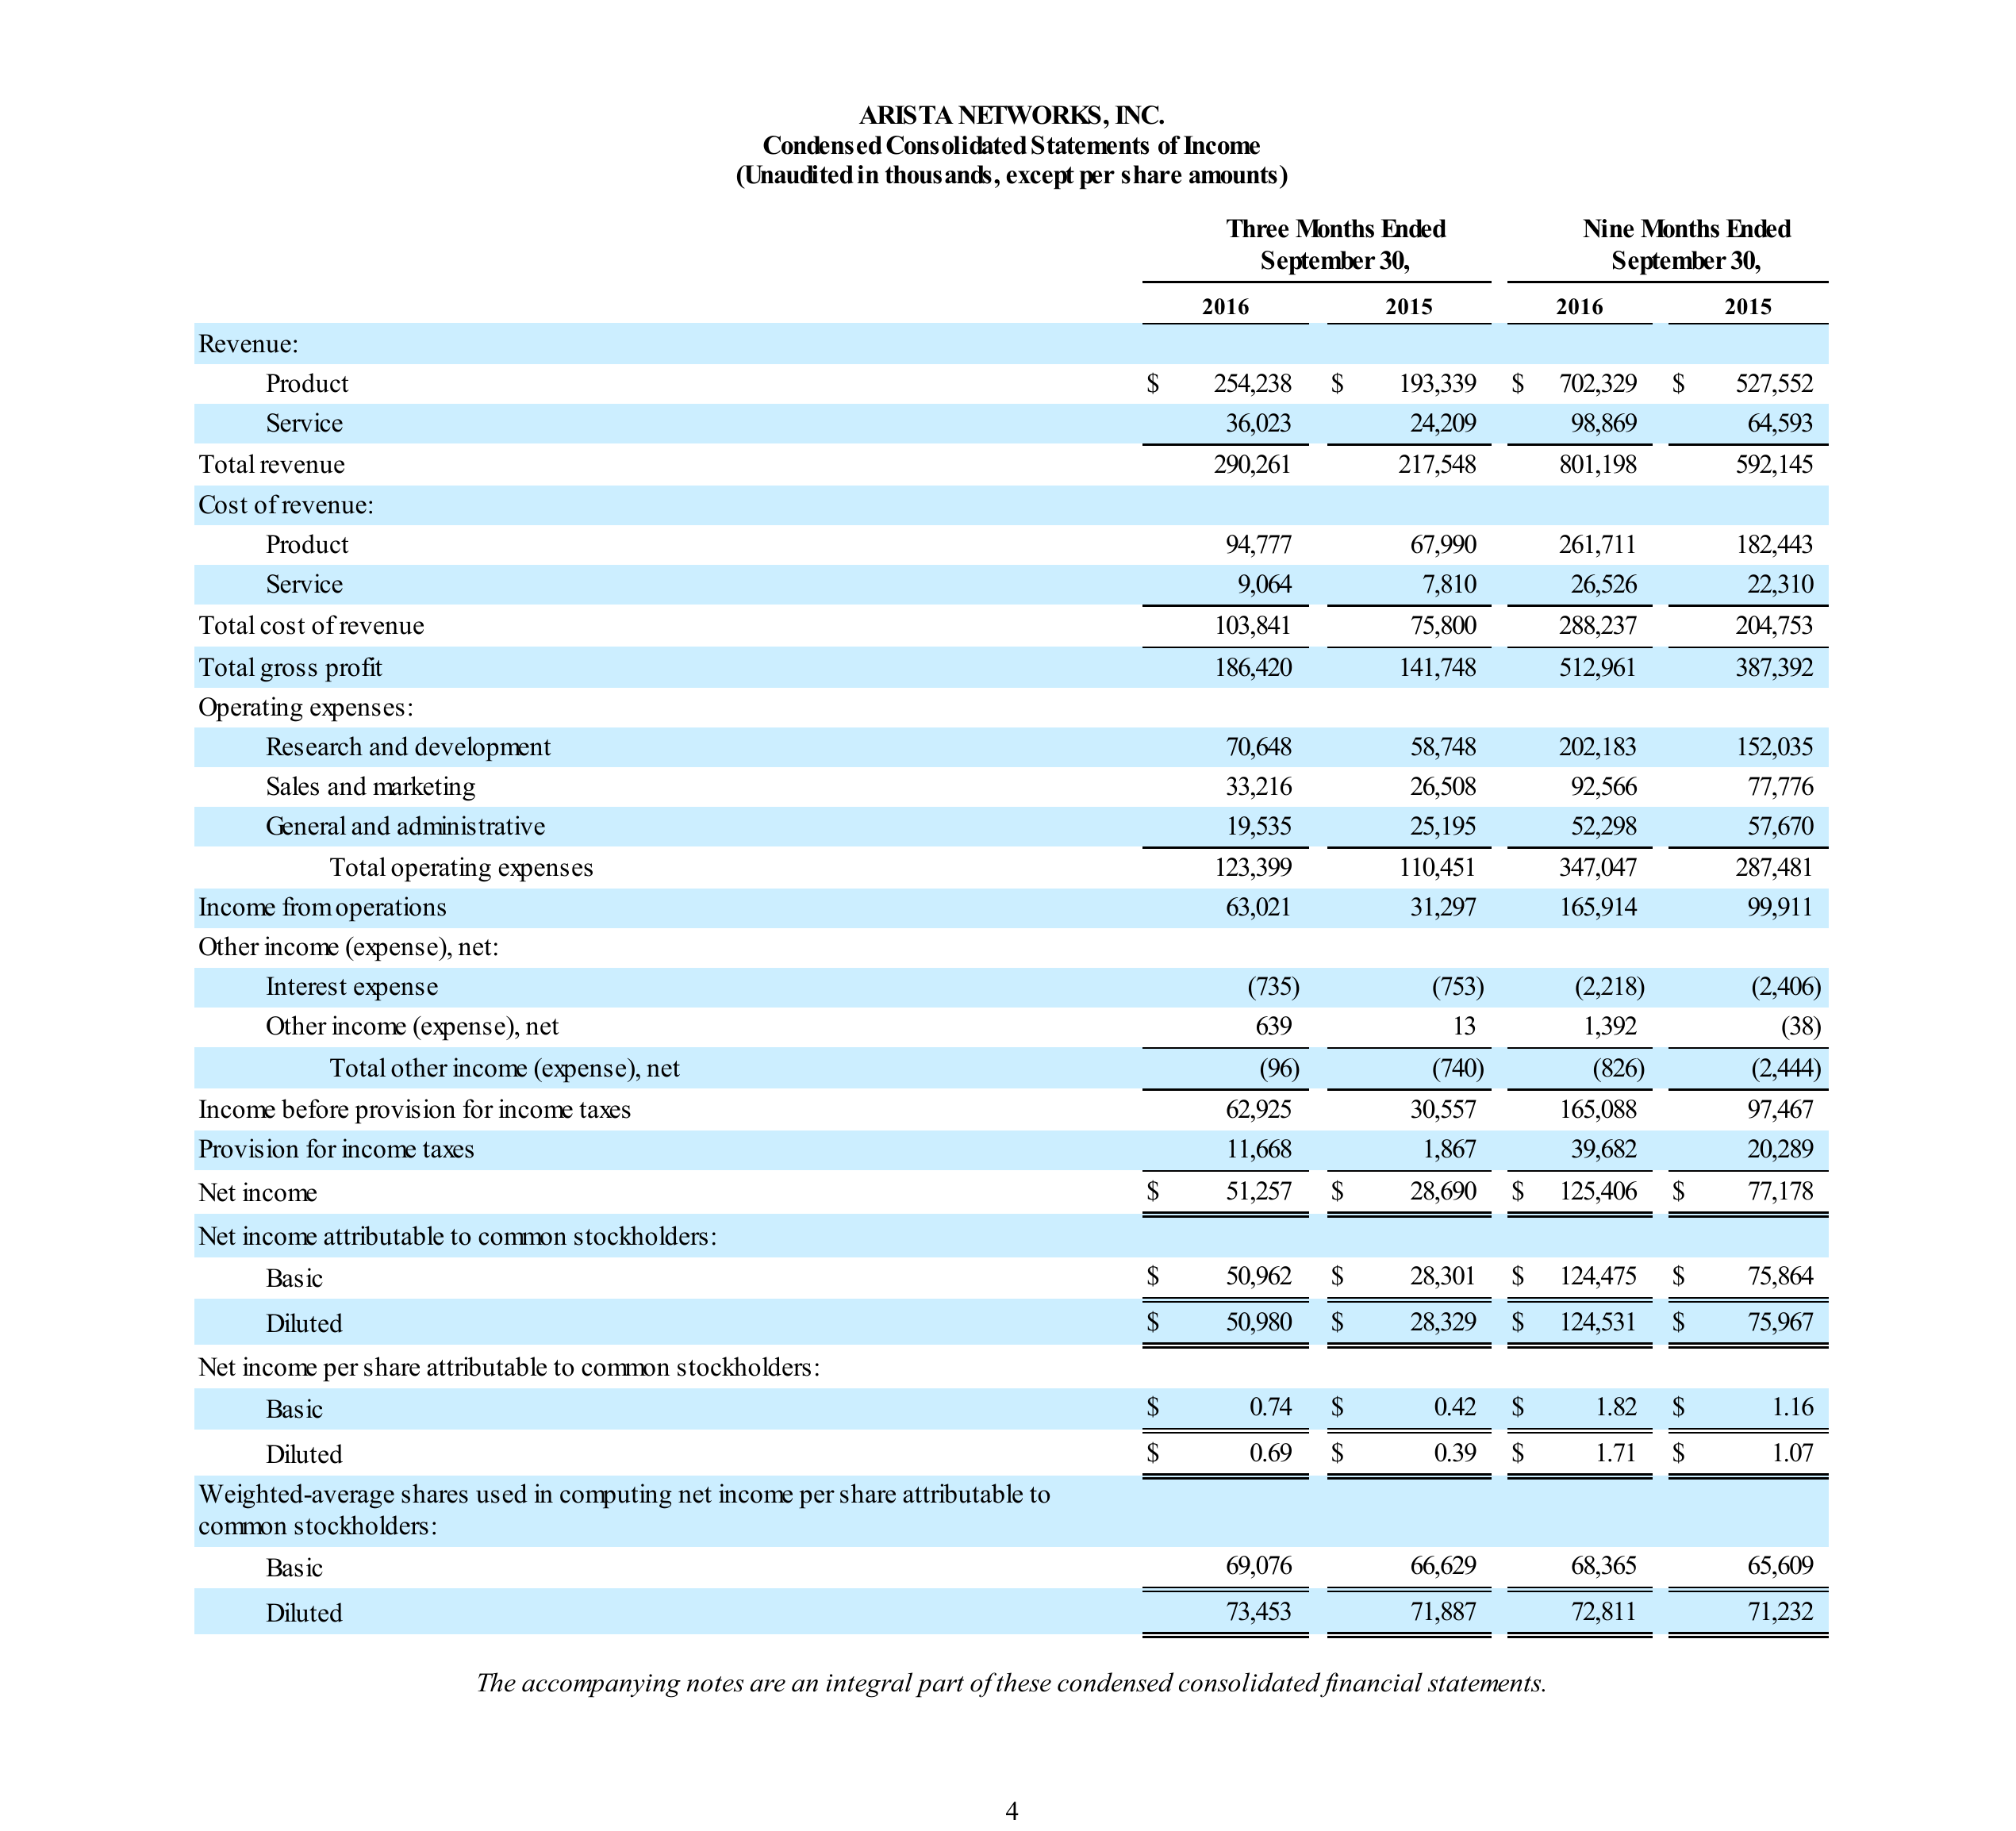 ARISTA NETWORKS, INC.
Condensed Consolidated Statements of Income
(Unaudited in thousands, except per share amounts)
Three Months Ended September 30, Nine Months Ended September 30,
2016 2015 2016 2015
Revenue:
Product $ 254,238 $ 193,339 $ 702,329 $ 527,552
Service 36,023 24,209 98,869 64,593
Total revenue 290,261 217,548 801,198 592,145
Cost of revenue:
Product 94,777 67,990 261,711 182,443
Service 9,064 7,810 26,526 22,310
Total cost of revenue 103,841 75,800 288,237 204,753
Total gross profit 186,420 141,748 512,961 387,392
Operating expenses:
Research and development 70,648 58,748 202,183 152,035
Sales and marketing 33,216 26,508 92,566 77,776
General and administrative 19,535 25,195 52,298 57,670
Total operating expenses 123,399 110,451 347,047 287,481
Income from operations 63,021 31,297 165,914 99,911
Other income (expense), net:
Interest expense (735) (753) (2,218) (2,406)
Other income (expense), net 639 13 1,392 (38)
Total other income (expense), net (96) (740) (826) (2,444)
Income before provision for income taxes 62,925 30,557 165,088 97,467
Provision for income taxes 11,668 1,867 39,682 20,289
Net income $ 51,257 $ 28,690 $ 125,406 $ 77,178
Net income attributable to common stockholders:
Basic $ 50,962 $ 28,301 $ 124,475 $ 75,864
Diluted $ 50,980 $ 28,329 $ 124,531 $ 75,967
Net income per share attributable to common stockholders:
Basic $ 0.74 $ 0.42 $ 1.82 $ 1.16
Diluted $ 0.69 $ 0.39 $ 1.71 $ 1.07
Weighted-average shares used in computing net income per share attributable to
common stockholders:
Basic 69,076 66,629 68,365 65,609
Diluted 73,453 71,887 72,811 71,232
The accompanying notes are an integral part of these condensed consolidated financial statements.
4